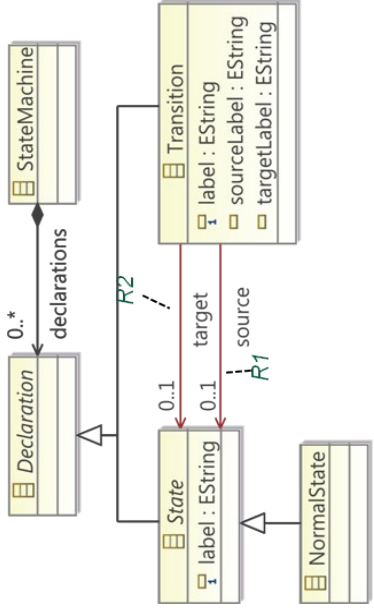 StateMachine
0..*
declarations
Declaration
R2
Transition
label : EString
sourceLabel : EString
targetLabel : EString
0..1
target
0..1
source
R1
State
label : EString
NormalState